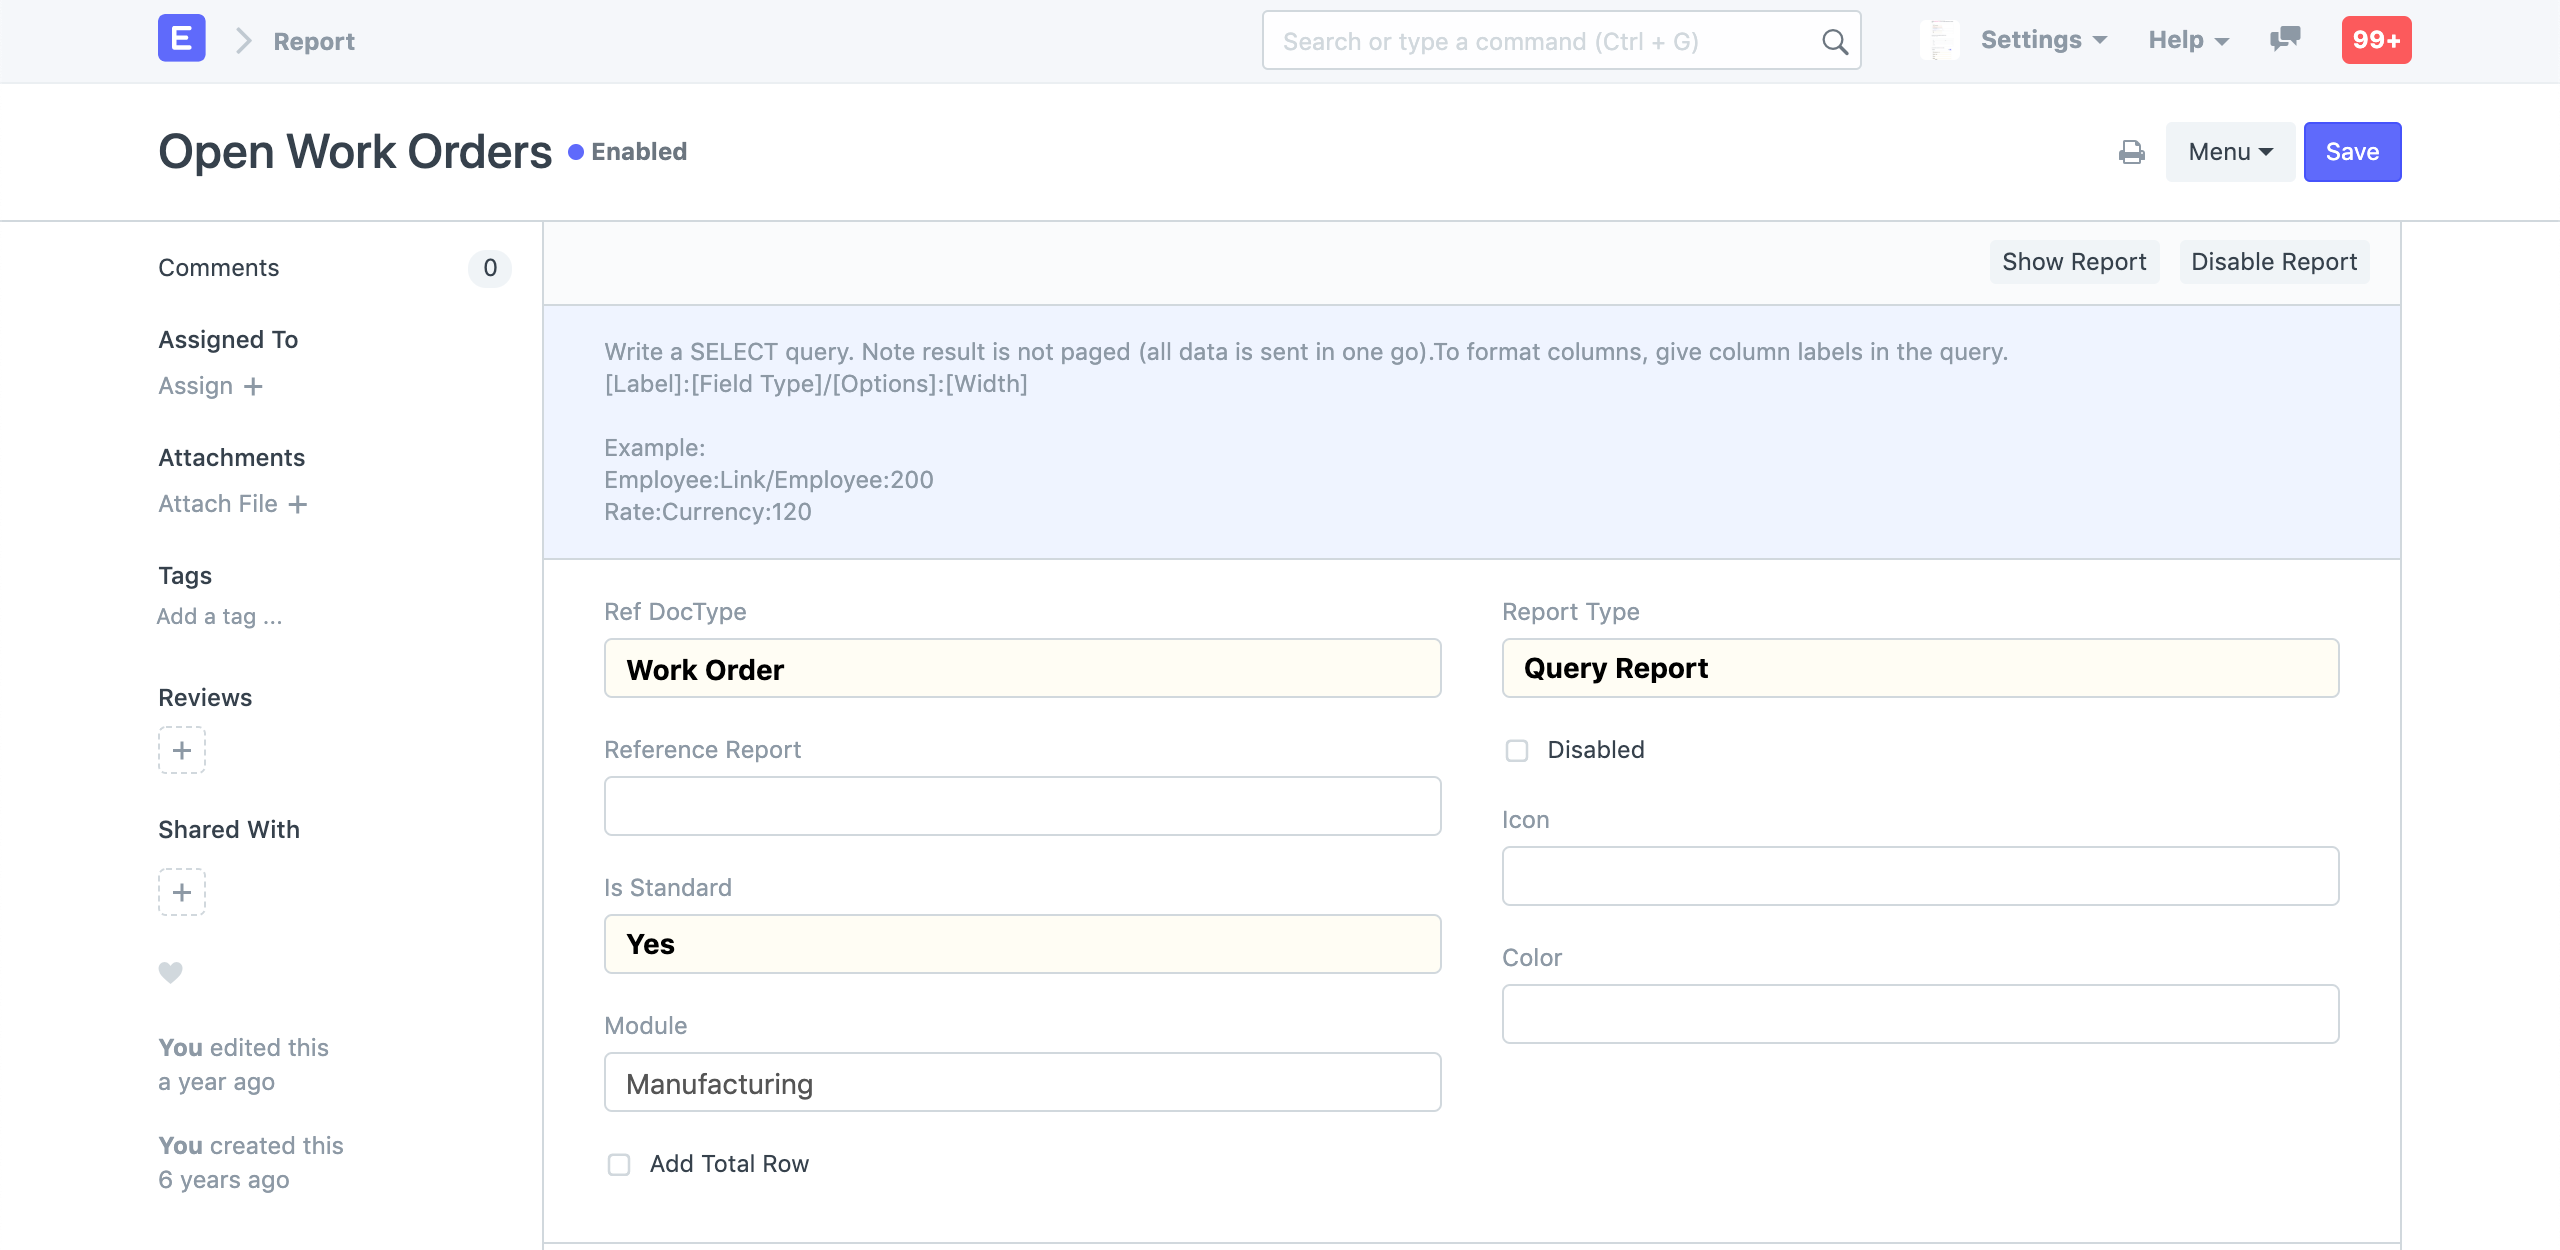 E
Report
Search or type a command (Ctrl + G)
Settings
Help
99+
Open Work Orders
Enabled
Menu
Save
Comments
0
Assigned To
Assign +
Attachments
Attach File +
Tags
Add a tag ...
Reviews
+
Shared With
+
You edited this
a year ago
You created this
6 years ago
Show Report
Disable Report
Write a SELECT query. Note result is not paged (all data is sent in one go).To format columns, give column labels in the query.
[Label]:[Field Type]/[Options]:[Width]
Example:
Employee:Link/Employee:200
Rate:Currency:120
Ref DocType
Work Order
Reference Report
Is Standard
Yes
Module
Manufacturing
Add Total Row
Report Type
Query Report
Disabled
Icon
Color